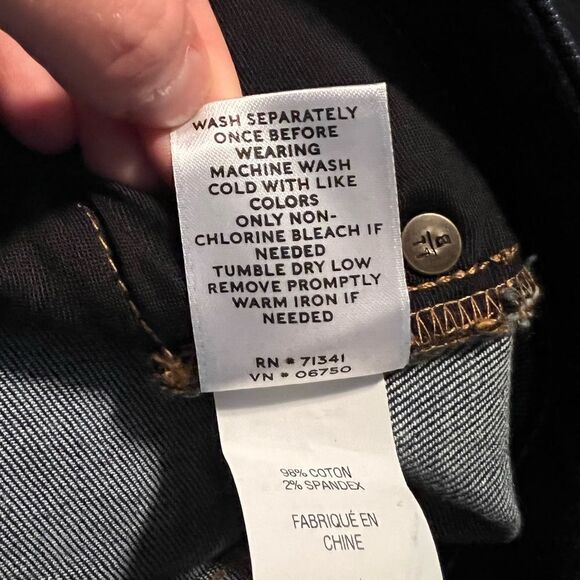 WASH SEPARATELY
ONCE BEFORE
WEARING
MACHINE WASH
COLD WITH LIKE
COLORS
ONLY NON-
CHLORINE BLEACH IF
NEEDED
TUMBLE DRY LOW
REMOVE PROMPTLY
WARM IRON IF
NEEDED
RN # 71341
VN # 06750
98% COTON
2% SPANDEX
FABRIQUÉ EN
CHINE